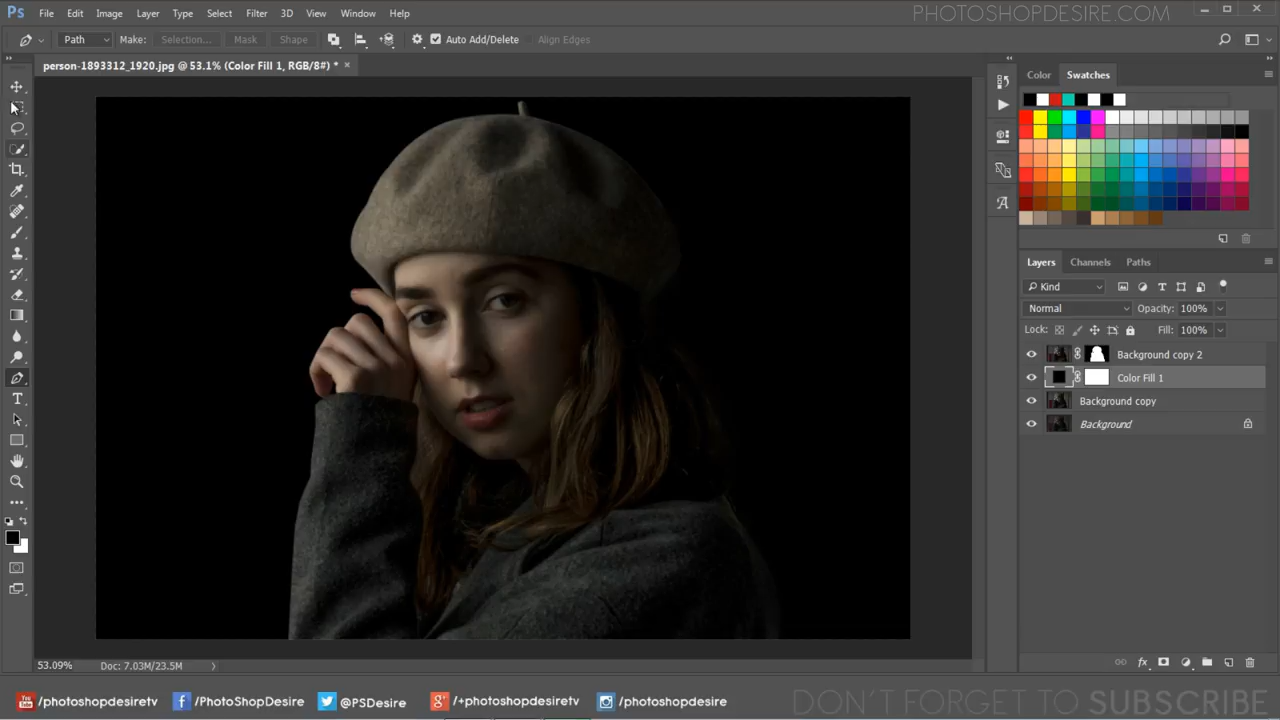 Ps File Edit Image Layer Type Select Filter 3D View Window Help
PHOTOSHOPDESIRE.COM
Path Make: Selection... Mask Shape Auto Add/Delete Align Edges
person-1893312_1920.jpg @ 53.1% (Color Fill 1, RGB/8#) * ×
Color Swatches
Layers Channels Paths
Kind
Normal Opacity: 100%
Lock: Fill: 100%
Background copy 2
Color Fill 1
Background copy
Background
53.09% Doc: 7.03M/23.5M
/photoshopdesiretv /PhotoShopDesire @PSDesire /+photoshopdesiretv /photoshopdesire
DON'T FORGET TO SUBSCRIBE